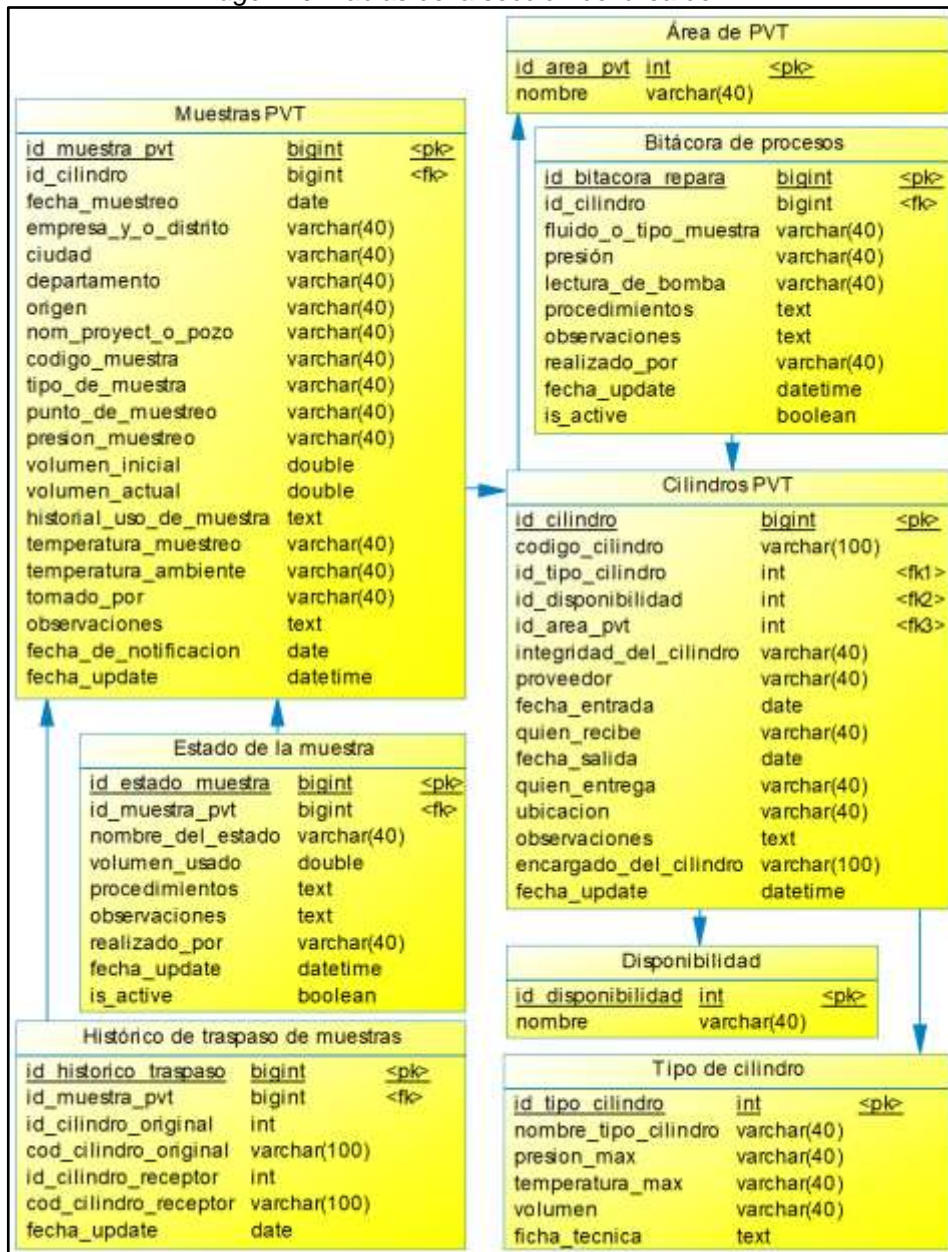 Área de PVT
id_area_pvt int <pk>
nombre varchar(40)
Muestras PVT
id_muestra_pvt bigint <pk>
id_cilindro bigint <fk>
fecha_muestreo date
empresa_y_o_distrito varchar(40)
ciudad varchar(40)
departamento varchar(40)
origen varchar(40)
nom_proyect_o_pozo varchar(40)
codigo_muestra varchar(40)
tipo_de_muestra varchar(40)
punto_de_muestreo varchar(40)
presion_muestreo varchar(40)
volumen_inicial double
volumen_actual double
historial_uso_de_muestra text
temperatura_muestreo varchar(40)
temperatura_ambiente varchar(40)
tomado_por varchar(40)
observaciones text
fecha_de_notificacion date
fecha_update datetime
Bitácora de procesos
id_bitacora_repara bigint <pk>
id_cilindro bigint <fk>
fluido_o_tipo_muestra varchar(40)
presión varchar(40)
lectura_de_bomba varchar(40)
procedimientos text
observaciones text
realizado_por varchar(40)
fecha_update datetime
is_active boolean
Cilindros PVT
id_cilindro bigint <pk>
codigo_cilindro varchar(100)
id_tipo_cilindro int <fk1>
id_disponibilidad int <fk2>
id_area_pvt int <fk3>
integridad_del_cilindro varchar(40)
proveedor varchar(40)
fecha_entrada date
quien_recibe varchar(40)
fecha_salida date
quien_entrega varchar(40)
ubicacion varchar(40)
observaciones text
encargado_del_cilindro varchar(100)
fecha_update datetime
Estado de la muestra
id_estado_muestra bigint <pk>
id_muestra_pvt bigint <fk>
nombre_del_estado varchar(40)
volumen_usado double
procedimientos text
observaciones text
realizado_por varchar(40)
fecha_update datetime
is_active boolean
Disponibilidad
id_disponibilidad int <pk>
nombre varchar(40)
Histórico de traspaso de muestras
id_historico_traspaso bigint <pk>
id_muestra_pvt bigint <fk>
id_cilindro_original int
cod_cilindro_original varchar(100)
id_cilindro_receptor int
cod_cilindro_receptor varchar(100)
fecha_update date
Tipo de cilindro
id_tipo_cilindro int <pk>
nombre_tipo_cilindro varchar(40)
presion_max varchar(40)
temperatura_max varchar(40)
volumen varchar(40)
ficha_tecnica text